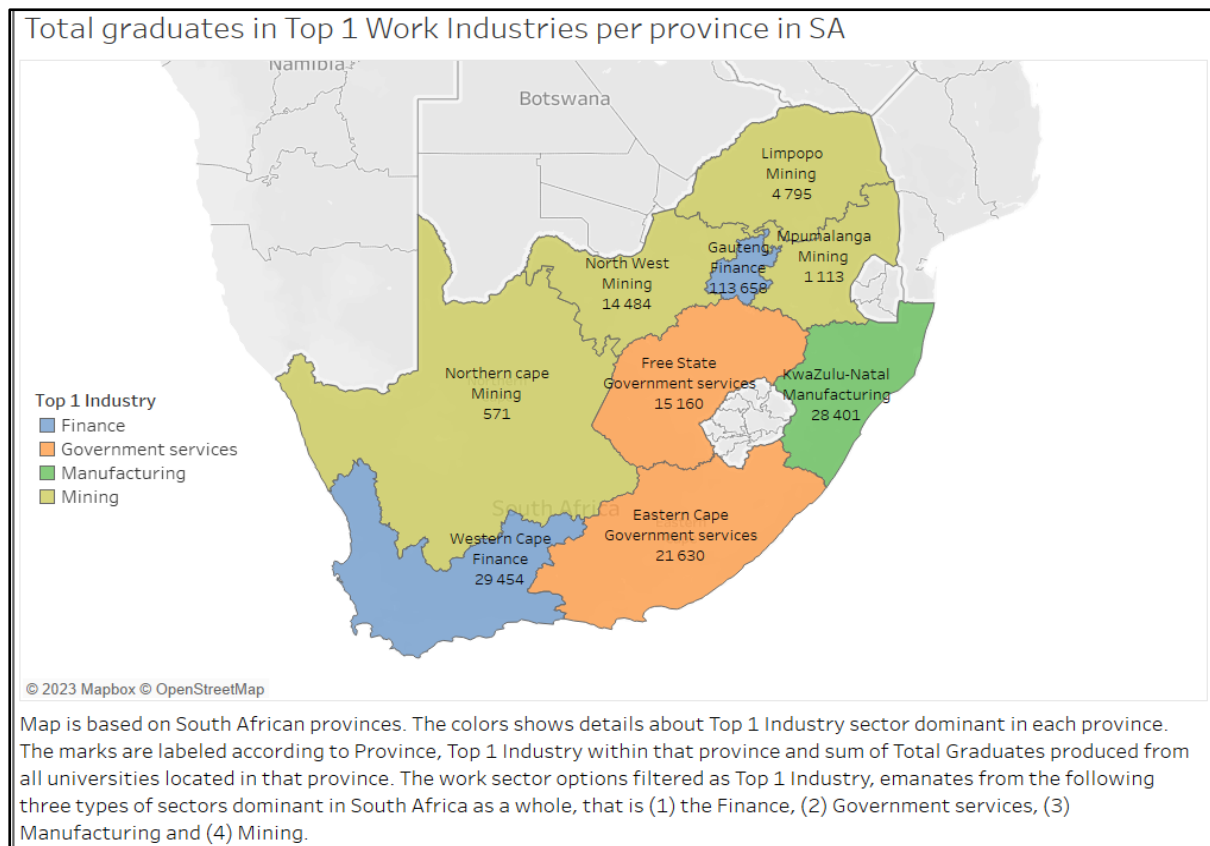 Total graduates in Top 1 Work Industries per province in SA
Namibia
Botswana
Limpopo
Mining
4 795
Mpumalanga
Mining
1 113
Gauteng
Finance
113 658
North West
Mining
14 484
Free State
Government services
15 160
KwaZulu-Natal
Manufacturing
28 401
Northern cape
Mining
571
South Africa
Eastern Cape
Government services
21 630
Western Cape
Finance
29 454
Top 1 Industry
Finance
Government services
Manufacturing
Mining
© 2023 Mapbox © OpenStreetMap
Map is based on South African provinces. The colors shows details about Top 1 Industry sector dominant in each province.
The marks are labeled according to Province, Top 1 Industry within that province and sum of Total Graduates produced from
all universities located in that province. The work sector options filtered as Top 1 Industry, emanates from the following
three types of sectors dominant in South Africa as a whole, that is (1) the Finance, (2) Government services, (3)
Manufacturing and (4) Mining.